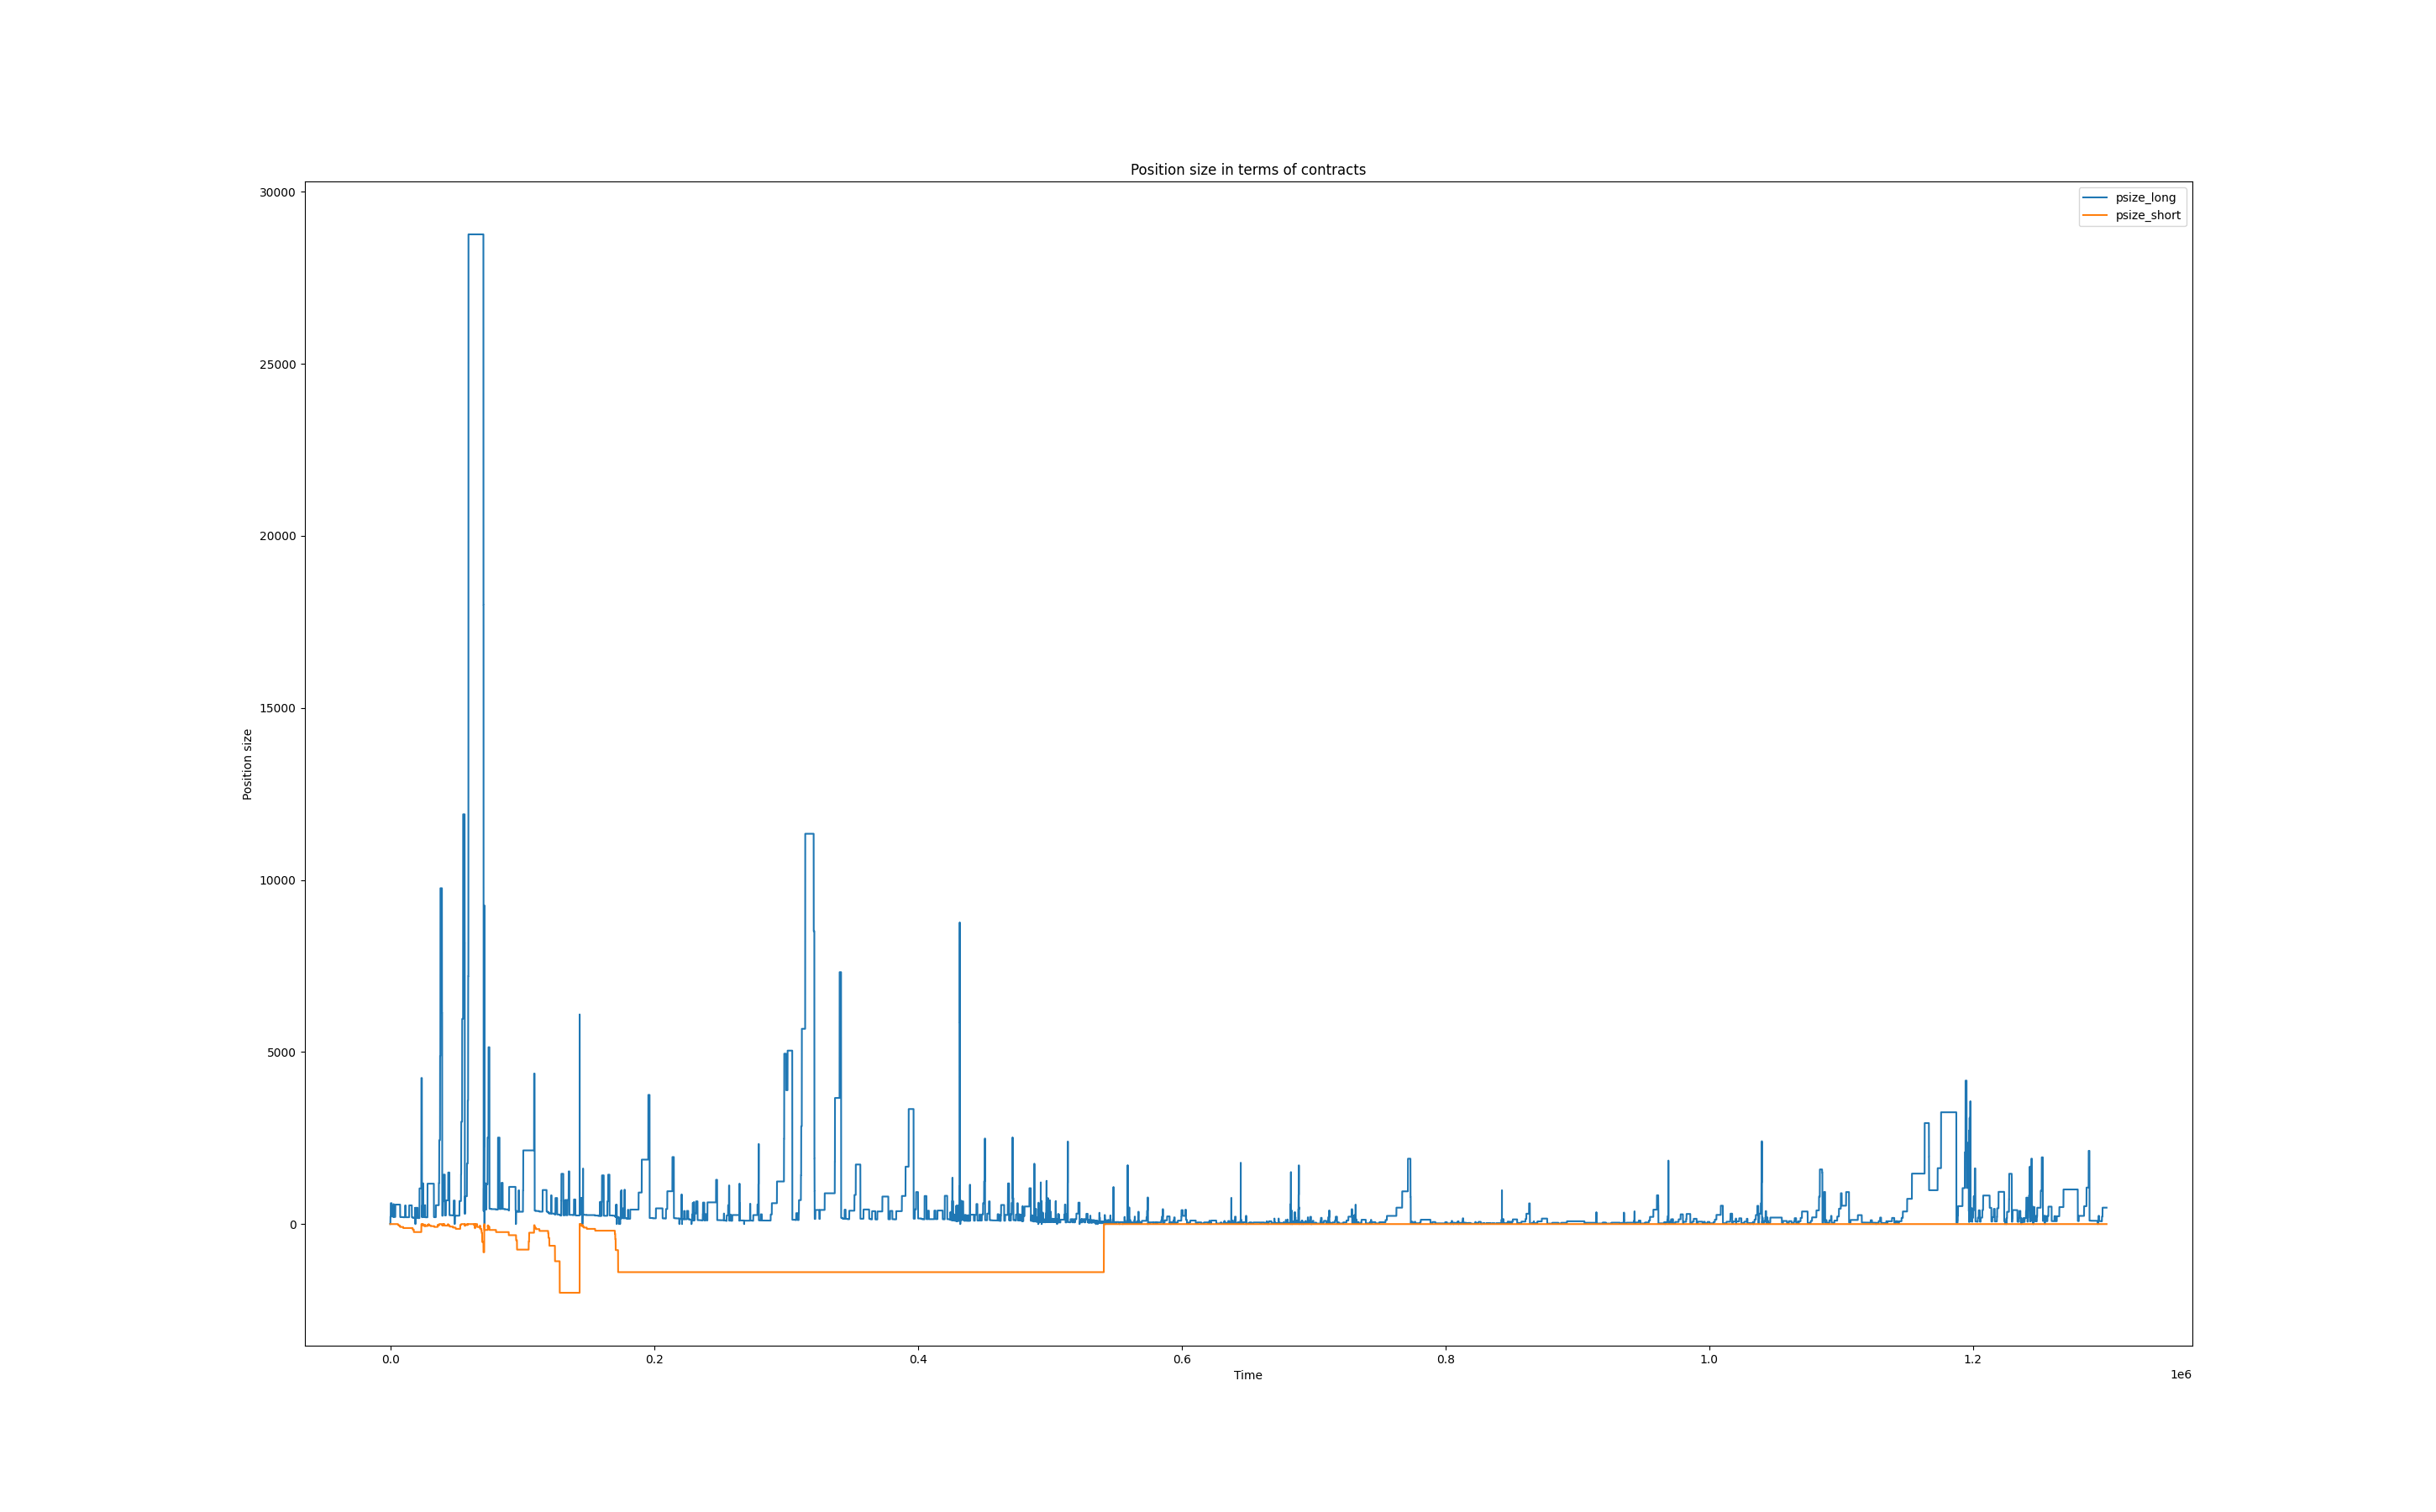 Position size in terms of contracts
psize_long
psize_short
30000
25000
20000
15000
10000
5000
0
Position size
0.0
0.2
0.4
0.6
0.8
1.0
1.2
Time
1e6